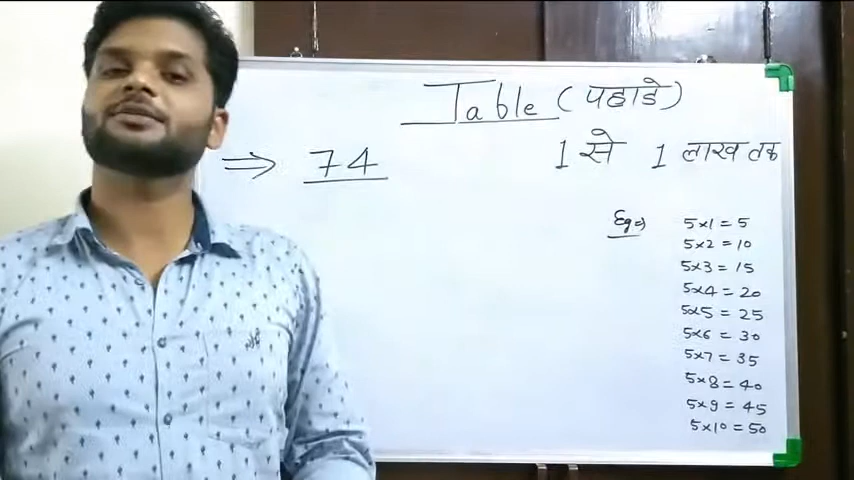 Table (पहाडे)
⇒ 74
1 से 1 लाख तक
Eg ⇒
5×1 = 5
5×2 = 10
5×3 = 15
5×4 = 20
5×5 = 25
5×6 = 30
5×7 = 35
5×8 = 40
5×9 = 45
5×10 = 50